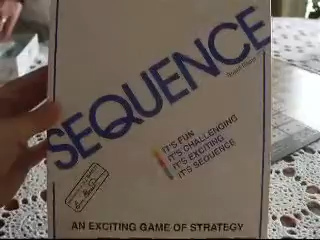 SEQUENCE
IT'S FUN
IT'S CHALLENGING
IT'S EXCITING
IT'S SEQUENCE
AN EXCITING GAME OF STRATEGY